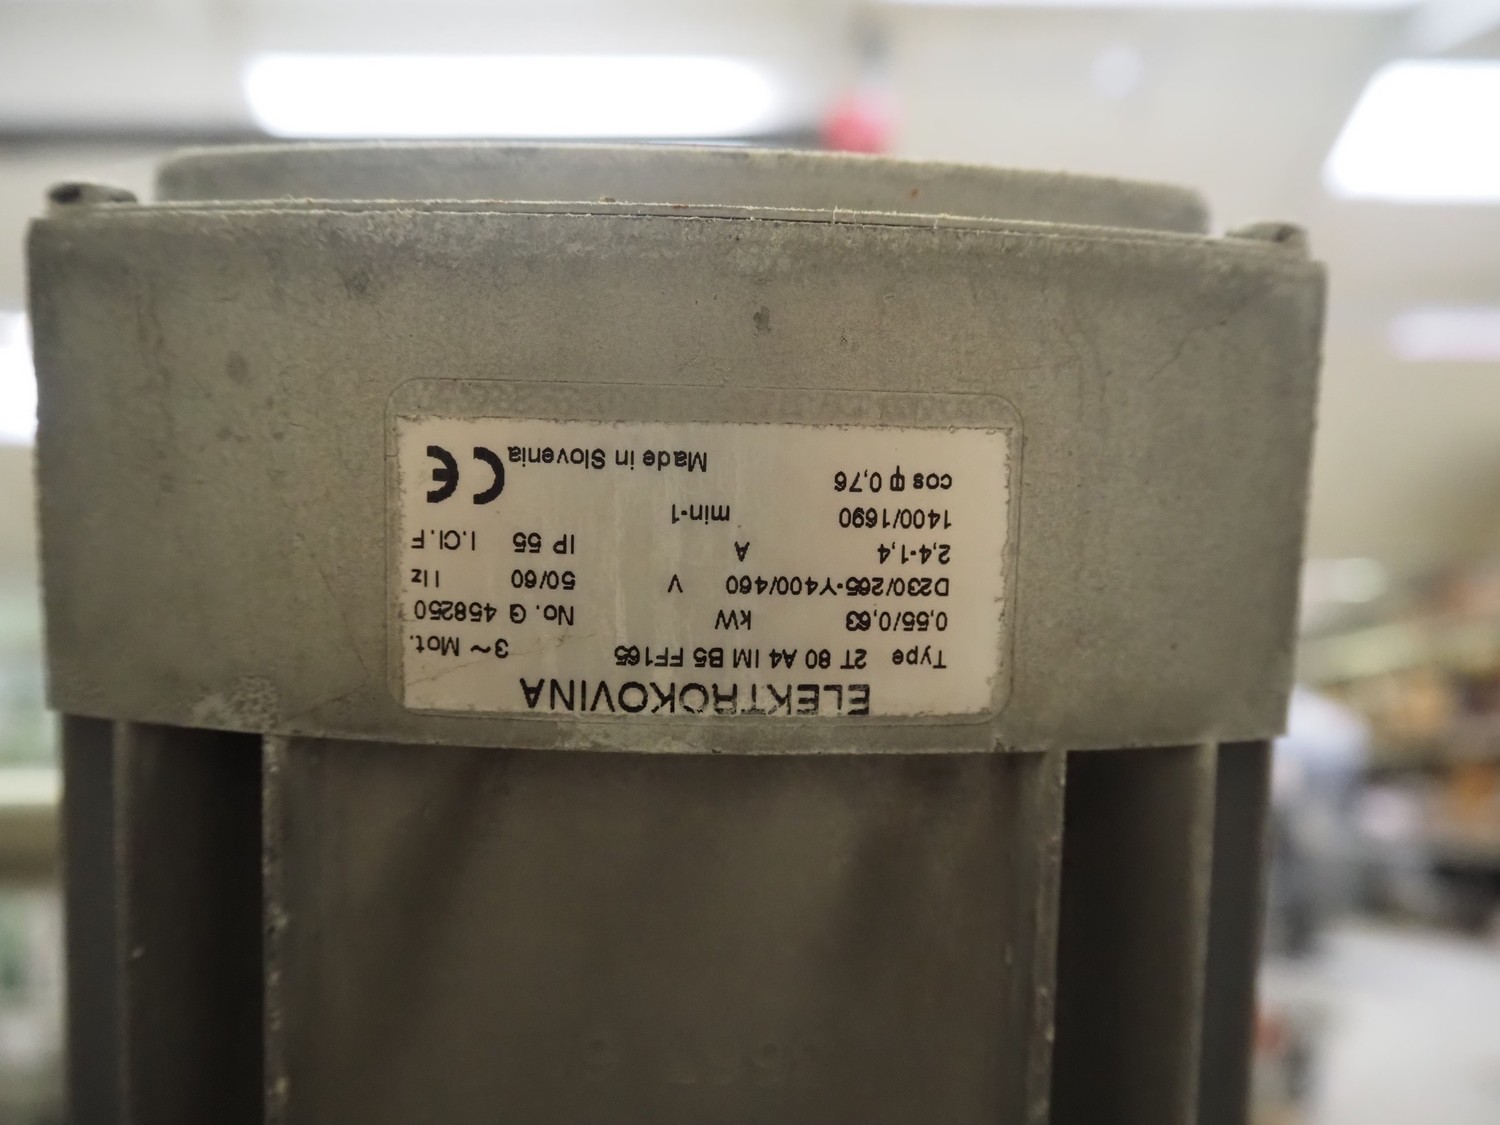 ELEKTROKOVINA
Type 2T 80 A4 IM B5 FF165 3~ Mot.
0,55/0,63 kW No. G 458250
D230/265-Y400/460 V 50/60 Hz
2,4-1,4 A IP 55 I.Cl.F
1400/1690 min-1
cos φ 0,76 Made in Slovenia CE